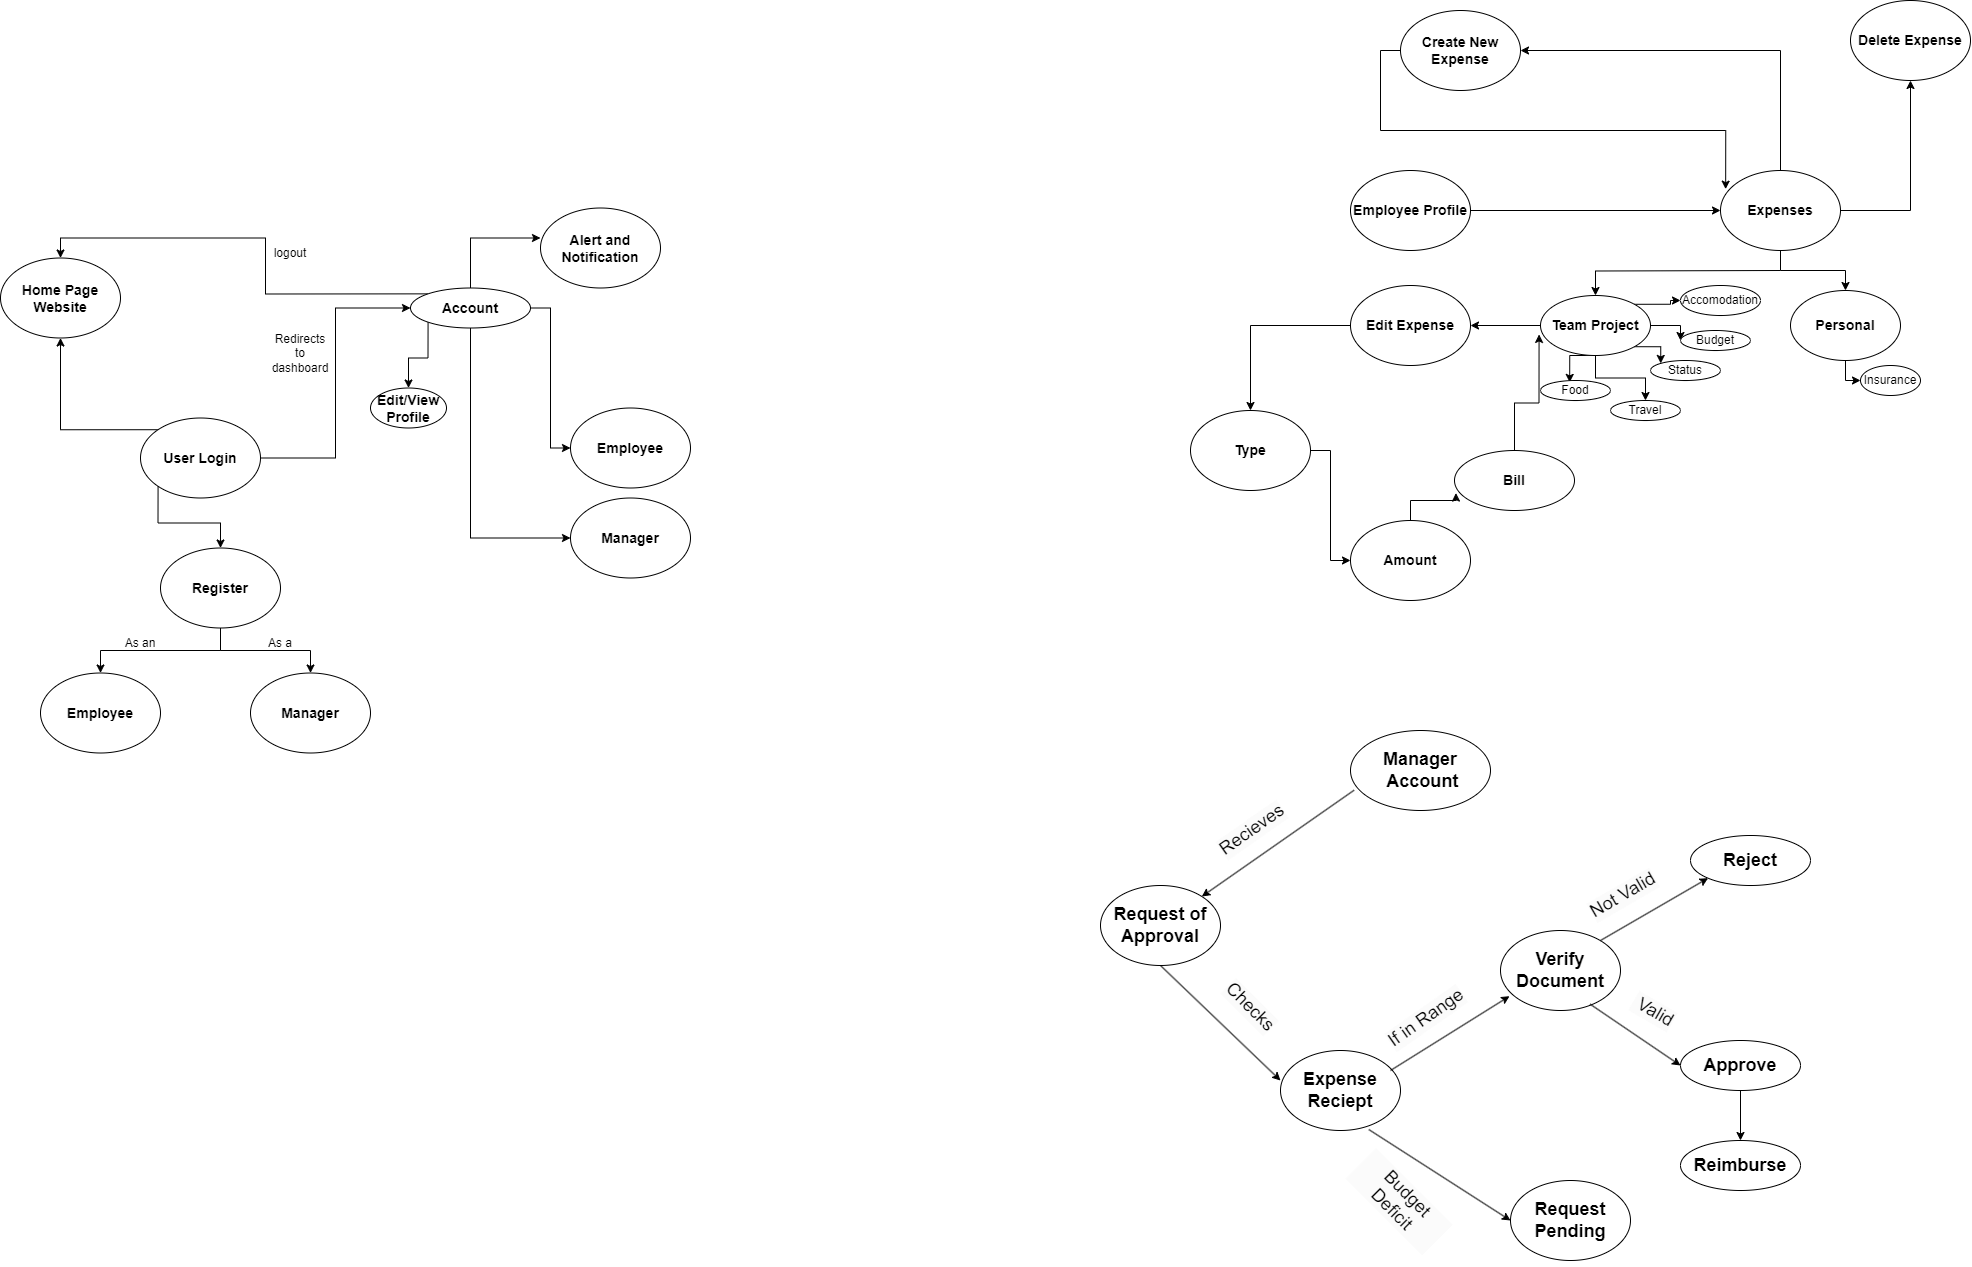 Create New
Expense
Delete Expense
Employee Profile
Expenses
Alert and
Notification
logout
Home Page
Website
Account
Redirects
to
dashboard
Edit/View
Profile
User Login
Employee
Manager
Register
As an
As a
Employee
Manager
Edit Expense
Team Project
Accomodation
Budget
Status
Food
Travel
Personal
Insurance
Type
Bill
Amount
Manager
Account
Recieves
Request of
Approval
Checks
Expense
Reciept
If in Range
Verify
Document
Not Valid
Reject
Valid
Approve
Reimburse
Budget
Deficit
Request
Pending